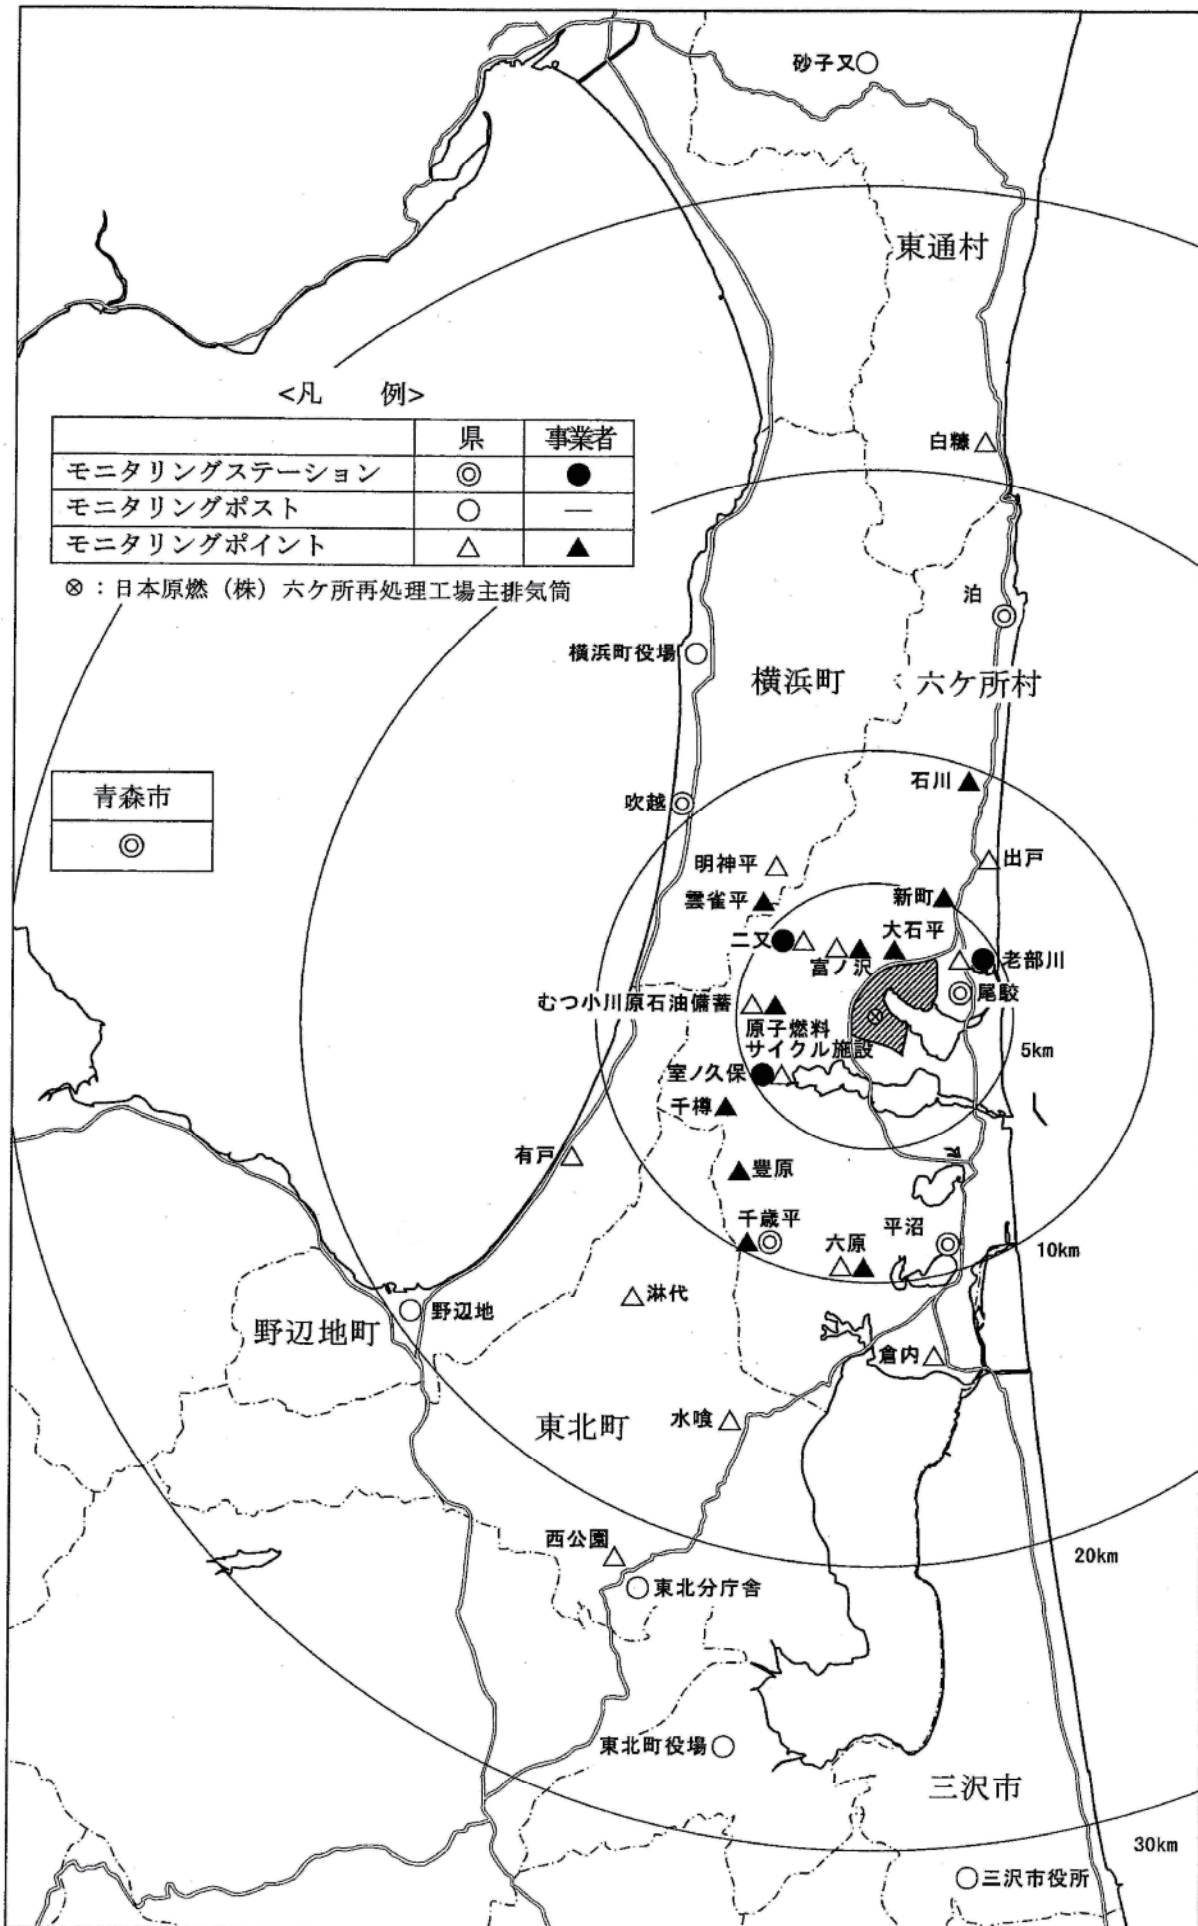 砂子又
東通村
<凡 例>
県 事業者
モニタリングステーション ◎ ●
モニタリングポスト ○ —
モニタリングポイント △ ▲
⊗：日本原燃（株）六ケ所再処理工場主排気筒
白糠
泊
横浜町役場
横浜町
六ケ所村
青森市
◎
石川
吹越
明神平
出戸
雲雀平
新町
二又
大石平
富ノ沢
老部川
尾駮
むつ小川原石油備蓄
原子燃料
サイクル施設
5km
室ノ久保
千樽
有戸
豊原
千歳平
平沼
六原
10km
淋代
野辺地
野辺地町
倉内
水喰
東北町
西公園
20km
東北分庁舎
東北町役場
三沢市
30km
三沢市役所